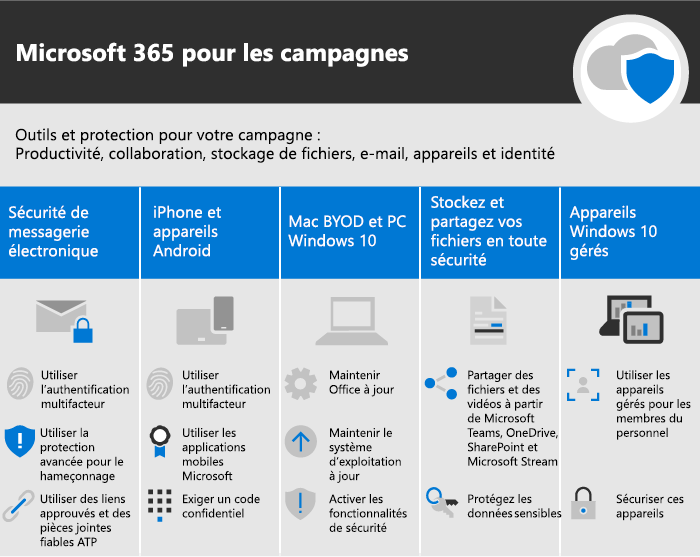 Microsoft 365 pour les campagnes
Outils et protection pour votre campagne :
Productivité, collaboration, stockage de fichiers, e-mail, appareils et identité
Sécurité de
messagerie
électronique
Utiliser
l'authentification
multifacteur
Utiliser la
protection
avancée pour le
hameçonnage
Utiliser des liens
approuvés et des
pièces jointes
fiables ATP
iPhone et
appareils
Android
Utiliser
l'authentification
multifacteur
Utiliser les
applications
mobiles
Microsoft
Exiger un code
confidentiel
Mac BYOD et PC
Windows 10
Maintenir
Office à jour
Maintenir le
système
d'exploitation
à jour
Activer les
fonctionnalités
de sécurité
Stockez et
partagez vos
fichiers en toute
sécurité
Partager des
fichiers et des
vidéos à partir
de Microsoft
Teams, OneDrive,
SharePoint et
Microsoft Stream
Protégez les
données sensibles
Appareils
Windows 10
gérés
Utiliser les
appareils
gérés pour les
membres du
personnel
Sécuriser ces
appareils